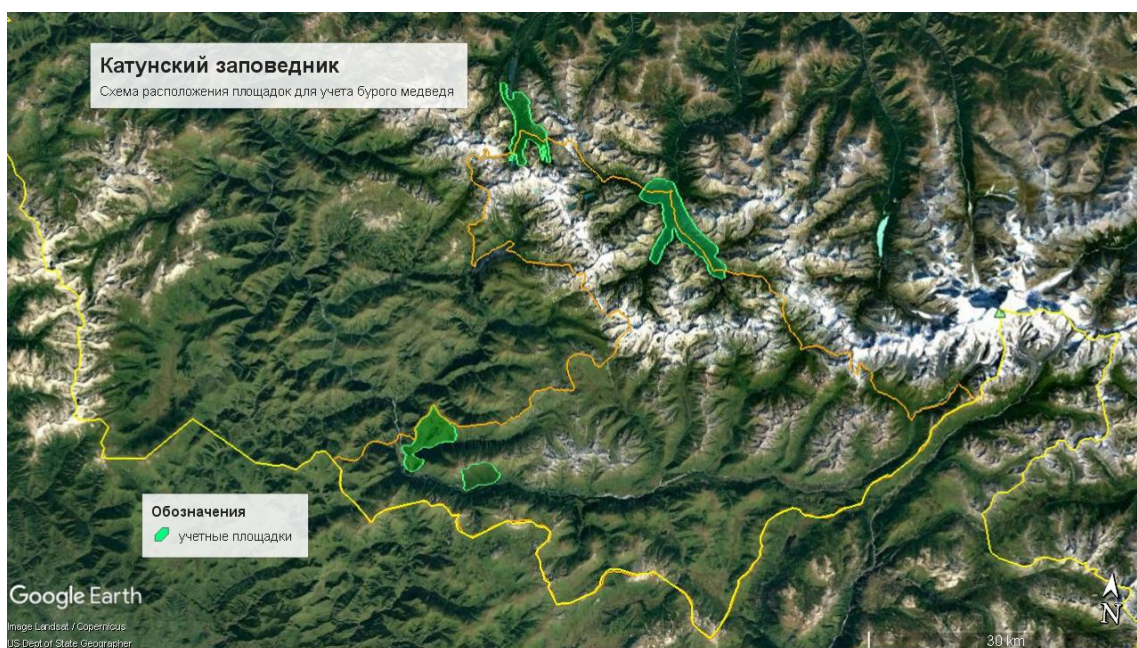 Катунский заповедник
Схема расположения площадок для учета бурого медведя
Обозначения
учетные площадки
Google Earth
Image Landsat / Copernicus
US Dept of State Geographer
N
30 km